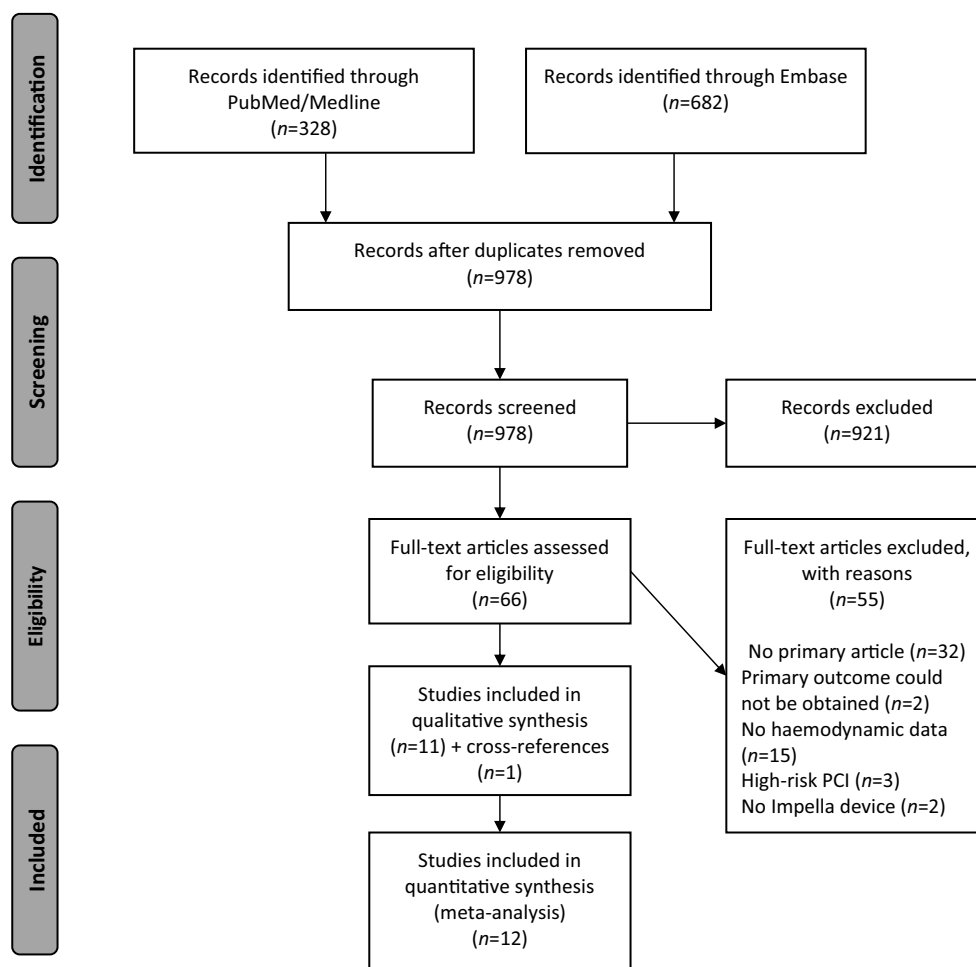 Identification
Records identified through
PubMed/Medline
(n=328)
Records identified through Embase
(n=682)
Records after duplicates removed
(n=978)
Screening
Records screened
(n=978)
Records excluded
(n=921)
Eligibility
Full-text articles assessed
for eligibility
(n=66)
Full-text articles excluded,
with reasons
(n=55)
No primary article (n=32)
Primary outcome could
not be obtained (n=2)
No haemodynamic data
(n=15)
High-risk PCI (n=3)
No Impella device (n=2)
Studies included in
qualitative synthesis
(n=11) + cross-references
(n=1)
Included
Studies included in
quantitative synthesis
(meta-analysis)
(n=12)